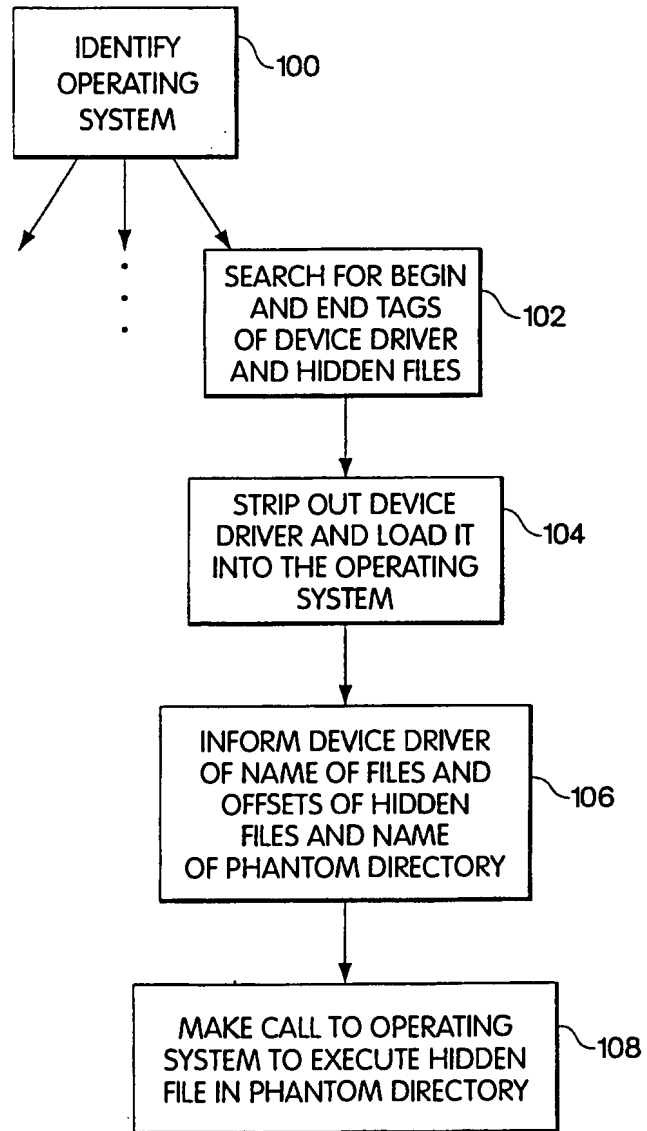 IDENTIFY
OPERATING
SYSTEM
100
SEARCH FOR BEGIN
AND END TAGS
OF DEVICE DRIVER
AND HIDDEN FILES
102
STRIP OUT DEVICE
DRIVER AND LOAD IT
INTO THE OPERATING
SYSTEM
104
INFORM DEVICE DRIVER
OF NAME OF FILES AND
OFFSETS OF HIDDEN
FILES AND NAME
OF PHANTOM DIRECTORY
106
MAKE CALL TO OPERATING
SYSTEM TO EXECUTE HIDDEN
FILE IN PHANTOM DIRECTORY
108